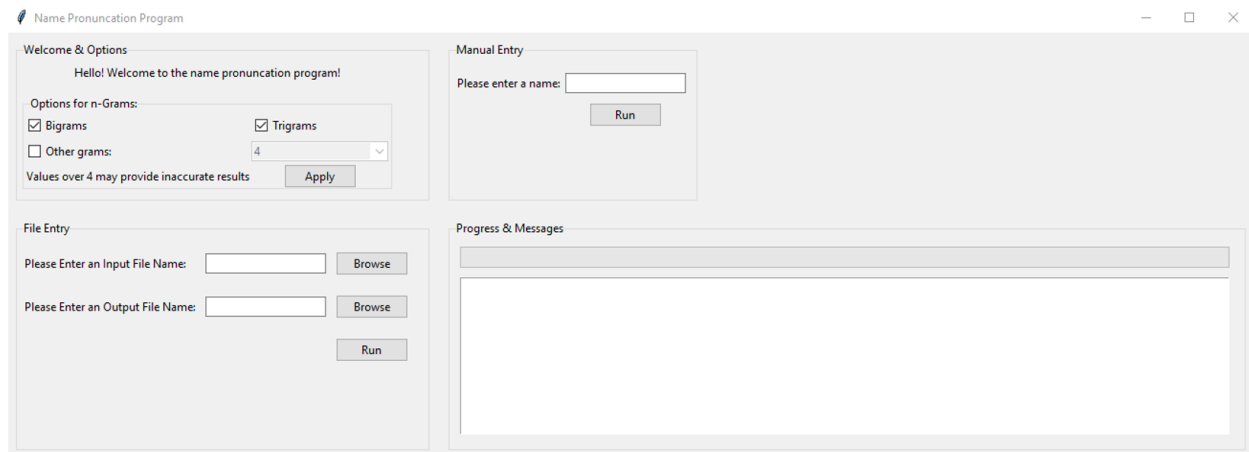 Name Pronuncation Program
Welcome & Options
Hello! Welcome to the name pronuncation program!
Options for n-Grams:
Bigrams
Trigrams
Other grams:
4
Values over 4 may provide inaccurate results
Apply
Manual Entry
Please enter a name:
Run
File Entry
Please Enter an Input File Name:
Browse
Please Enter an Output File Name:
Browse
Run
Progress & Messages